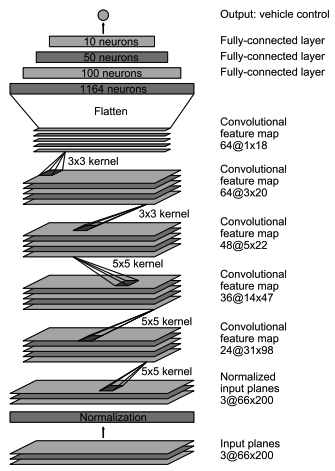 Output: vehicle control
10 neurons
Fully-connected layer
50 neurons
Fully-connected layer
100 neurons
Fully-connected layer
1164 neurons
Flatten
Convolutional
feature map
64@1x18
3x3 kernel
Convolutional
feature map
64@3x20
3x3 kernel
Convolutional
feature map
48@5x22
5x5 kernel
Convolutional
feature map
36@14x47
5x5 kernel
Convolutional
feature map
24@31x98
5x5 kernel
Normalized
input planes
3@66x200
Normalization
Input planes
3@66x200